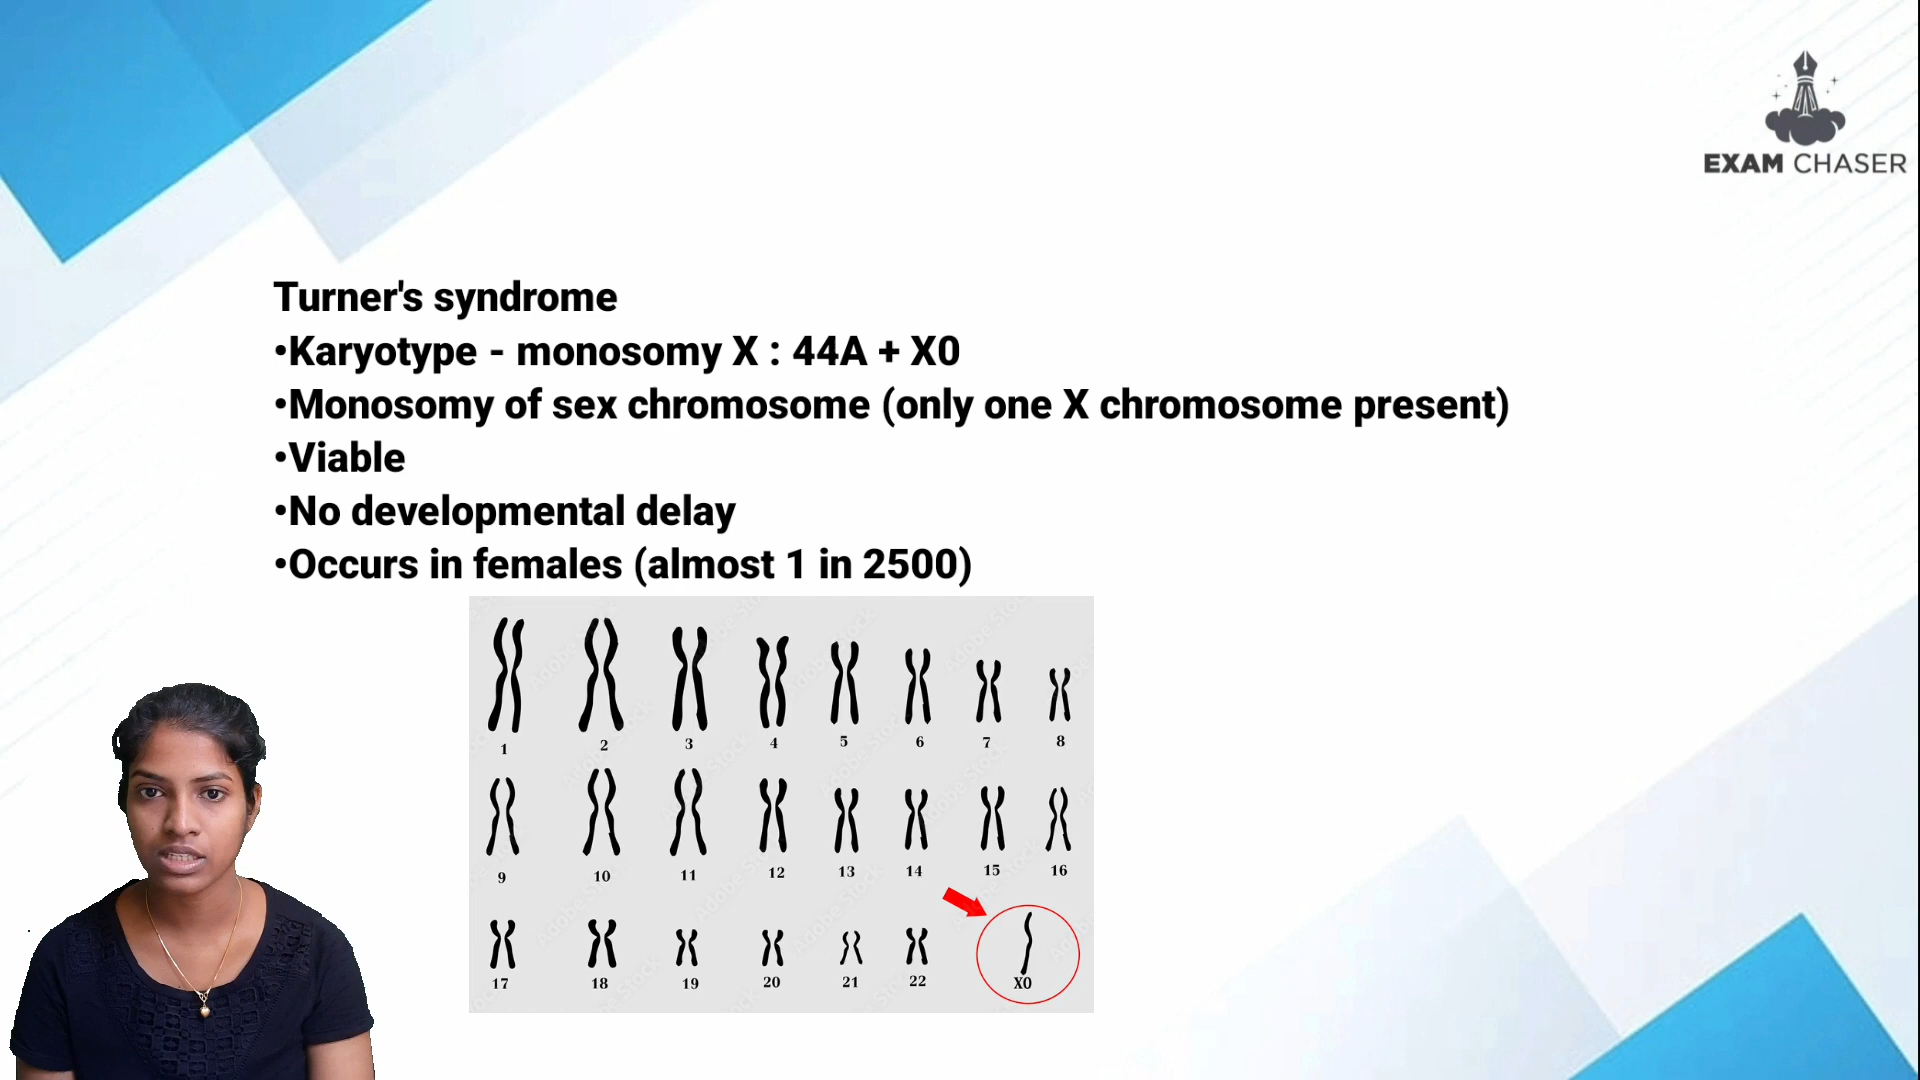 EXAM CHASER
Turner's syndrome
•Karyotype - monosomy X : 44A + X0
•Monosomy of sex chromosome (only one X chromosome present)
•Viable
•No developmental delay
•Occurs in females (almost 1 in 2500)
1 2 3 4 5 6 7 8
9 10 11 12 13 14 15 16
17 18 19 20 21 22 XO